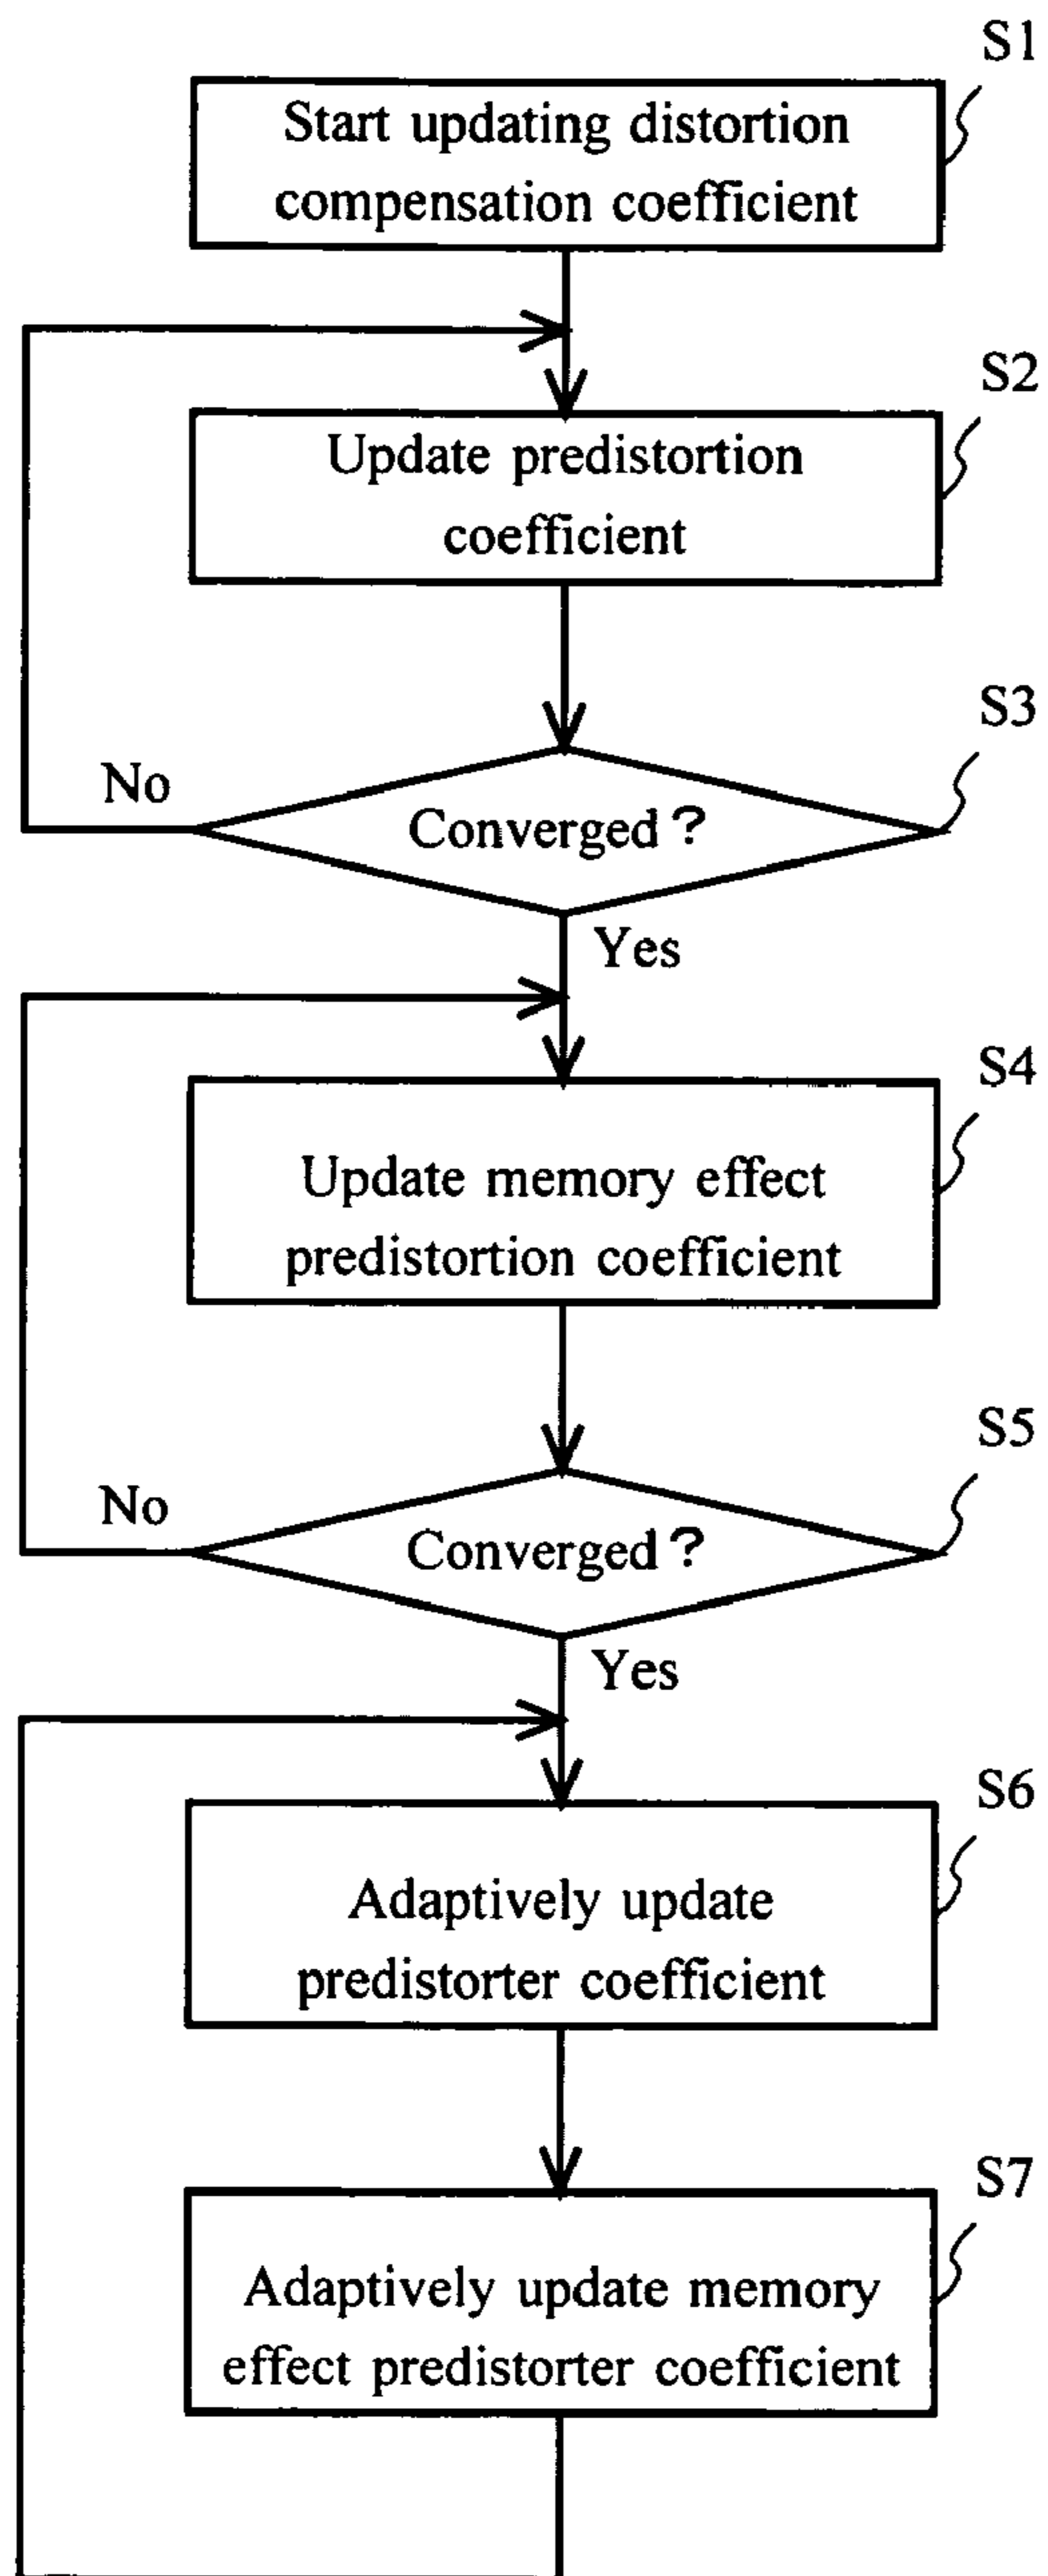 S1
Start updating distortion
compensation coefficient
S2
Update predistortion
coefficient
S3
No
Converged ?
Yes
S4
Update memory effect
predistortion coefficient
S5
No
Converged ?
Yes
S6
Adaptively update
predistorter coefficient
S7
Adaptively update memory
effect predistorter coefficient